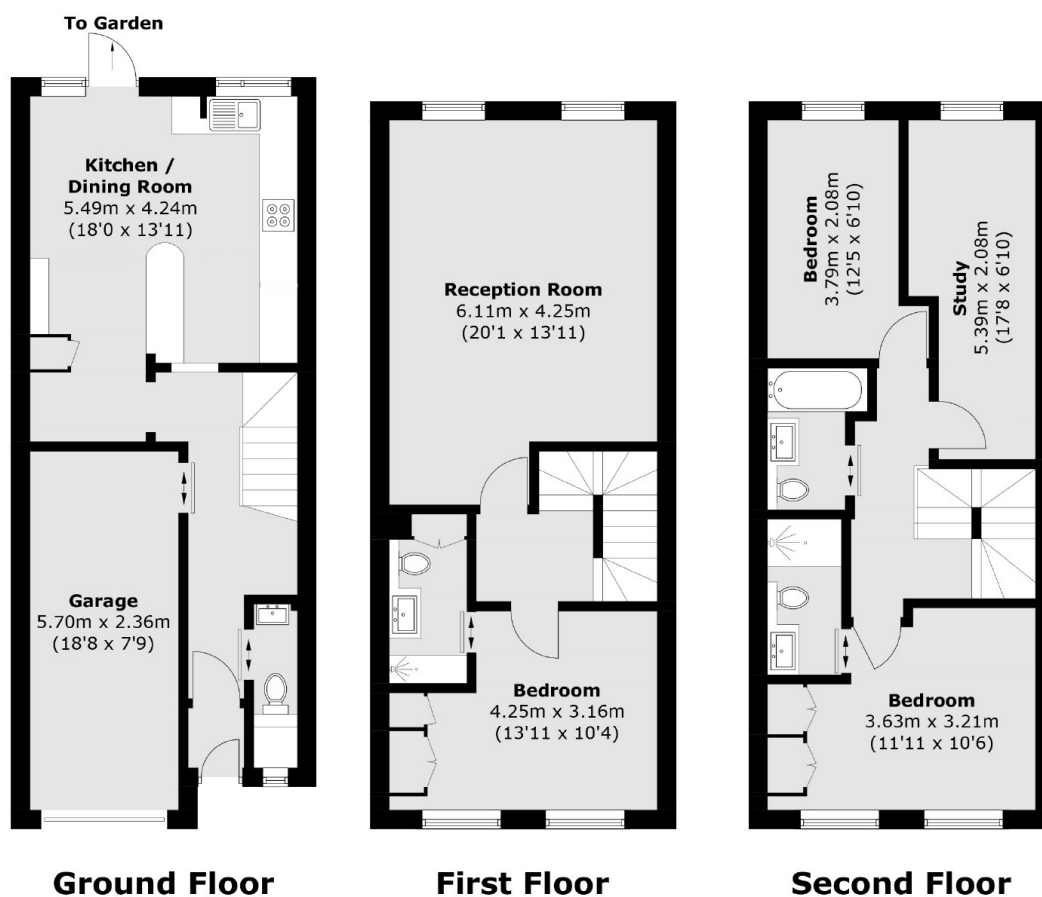 To Garden
Kitchen /
Dining Room
5.49m x 4.24m
(18'0 x 13'11)
Garage
5.70m x 2.36m
(18'8 x 7'9)
Ground Floor
Reception Room
6.11m x 4.25m
(20'1 x 13'11)
Bedroom
4.25m x 3.16m
(13'11 x 10'4)
First Floor
Bedroom
3.79m x 2.08m
(12'5 x 6'10)
Study
5.39m x 2.08m
(17'8 x 6'10)
Bedroom
3.63m x 3.21m
(11'11 x 10'6)
Second Floor